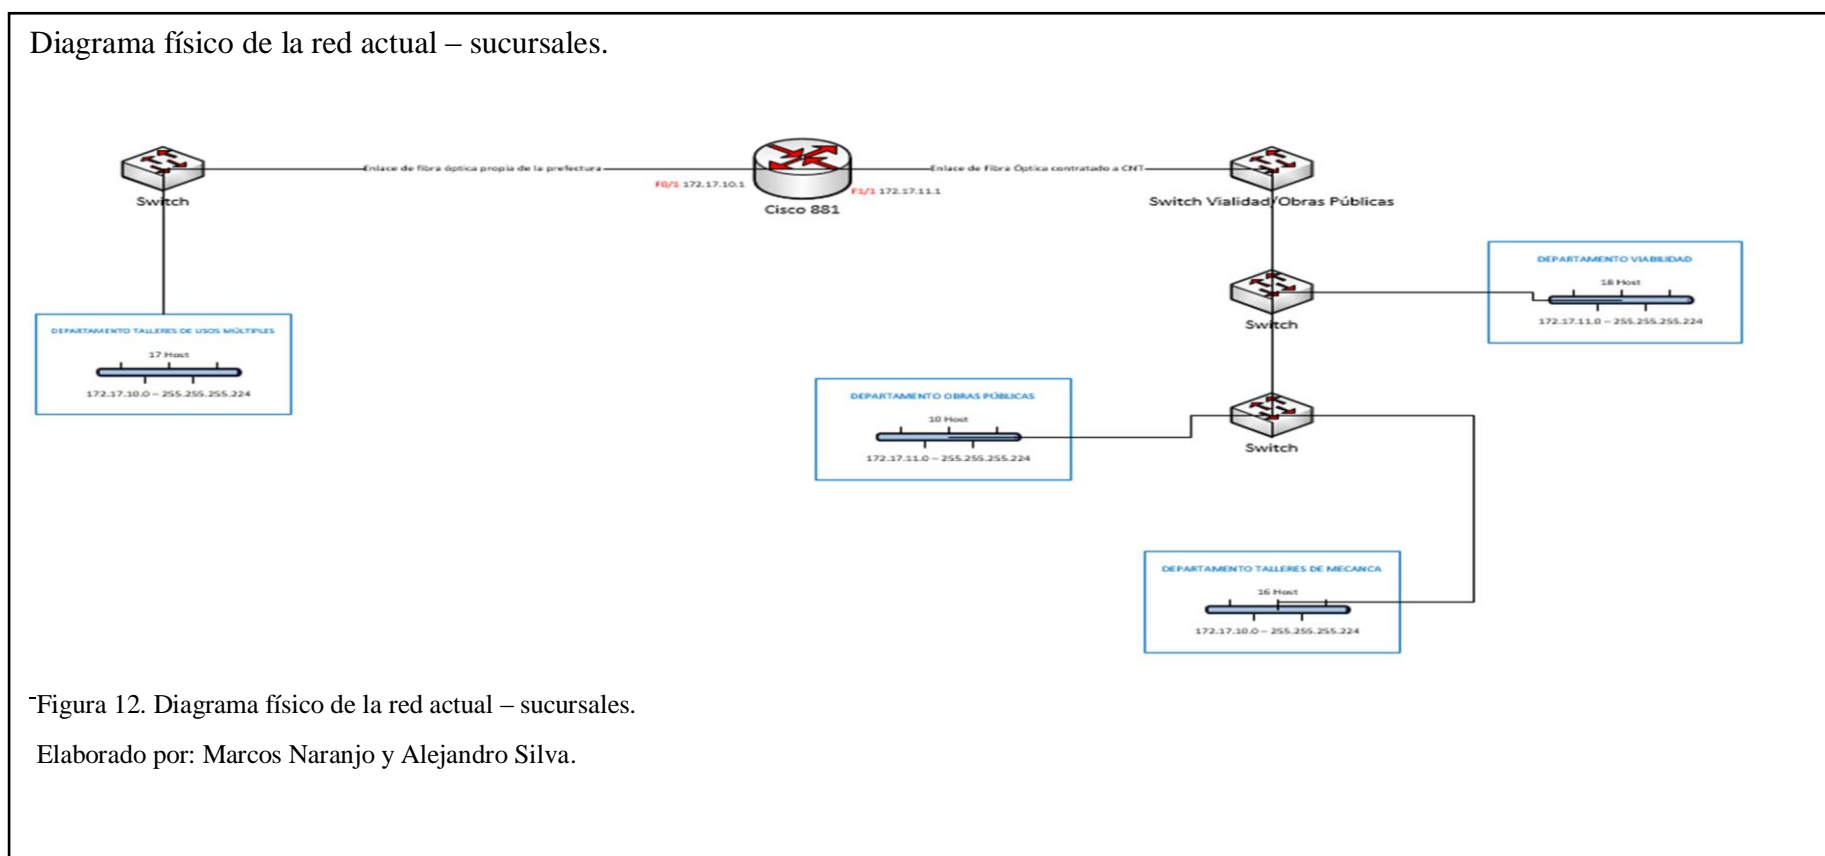 Diagrama físico de la red actual – sucursales.
Enlace de fibra óptica propia de la prefectura
Enlace de Fibra Óptica contratado a CNT
F0/1 172.17.10.1
F1/1 172.17.11.1
Switch
Cisco 881
Switch Vialidad/Obras Públicas
DEPARTAMENTO VIABILIDAD
18 Host
172.17.11.0 – 255.255.255.224
Switch
DEPARTAMENTO TALLERES DE USOS MÚLTIPLES
17 Host
172.17.10.0 – 255.255.255.224
DEPARTAMENTO OBRAS PÚBLICAS
10 Host
172.17.11.0 – 255.255.255.224
Switch
DEPARTAMENTO TALLERES DE MECANCA
16 Host
172.17.10.0 – 255.255.255.224
Figura 12. Diagrama físico de la red actual – sucursales.
Elaborado por: Marcos Naranjo y Alejandro Silva.